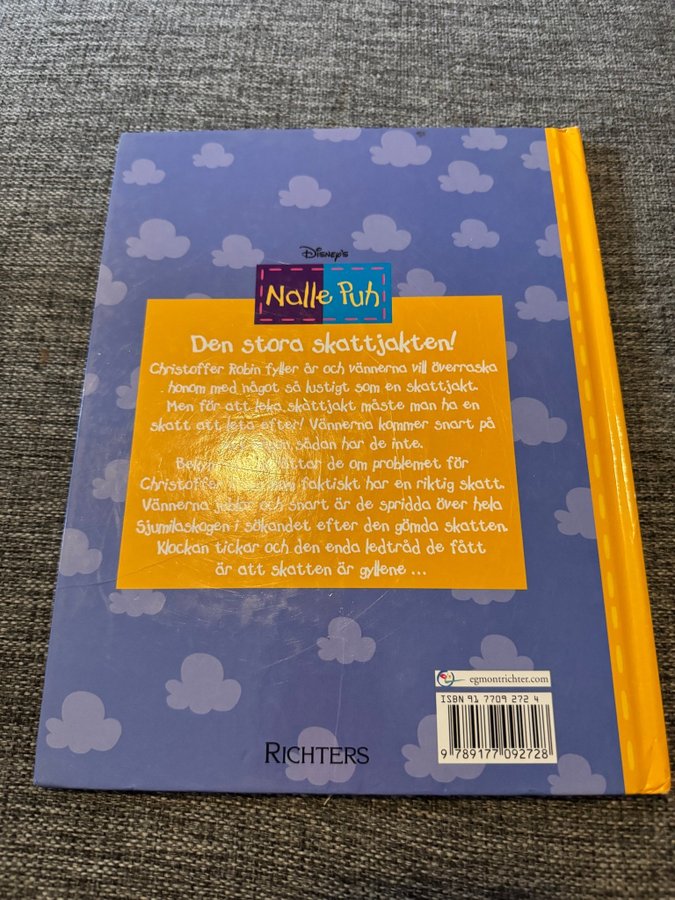 Disney's
Nalle Puh
Den stora skattjakten!
Christoffer Robin fyller år och vännerna vill överraska
honom med något så lustigt som en skattjakt.
Men för att leka skattjakt måste man ha en
skatt att leta efter! Vännerna kommer snart på
sådan har de inte.
de om problemet för
Christoffer faktiskt har en riktig skatt.
Vännerna jublar och snart är de spridda över hela
Sjumilaskogen i sökandet efter den gömda skatten.
Klockan tickar och den enda ledtråd de fått
är att skatten är gyllene ...
egmontrichter.com
ISBN 91 7709 272 4
9 789177 092728
RICHTERS